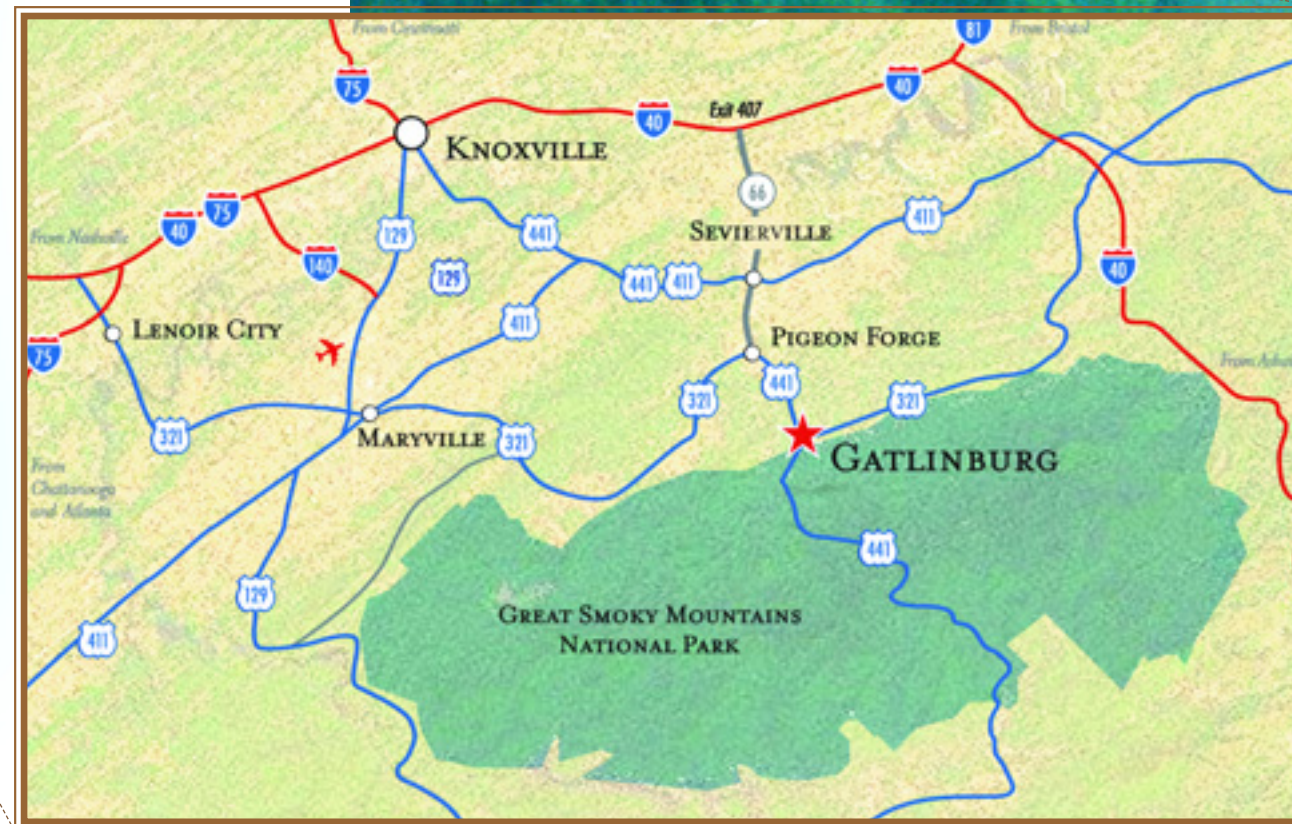 From Cincinnati
81
From Bristol
75
40
40
Exit 407
KNOXVILLE
66
75
40
From Nashville
129
441
411
SEVIERVILLE
140
129
441
411
40
LENOIR CITY
411
PIGEON FORGE
75
441
321
321
321
MARYVILLE
321
GATLINBURG
From
Chattanooga
and Atlanta
441
129
GREAT SMOKY MOUNTAINS
NATIONAL PARK
411
From